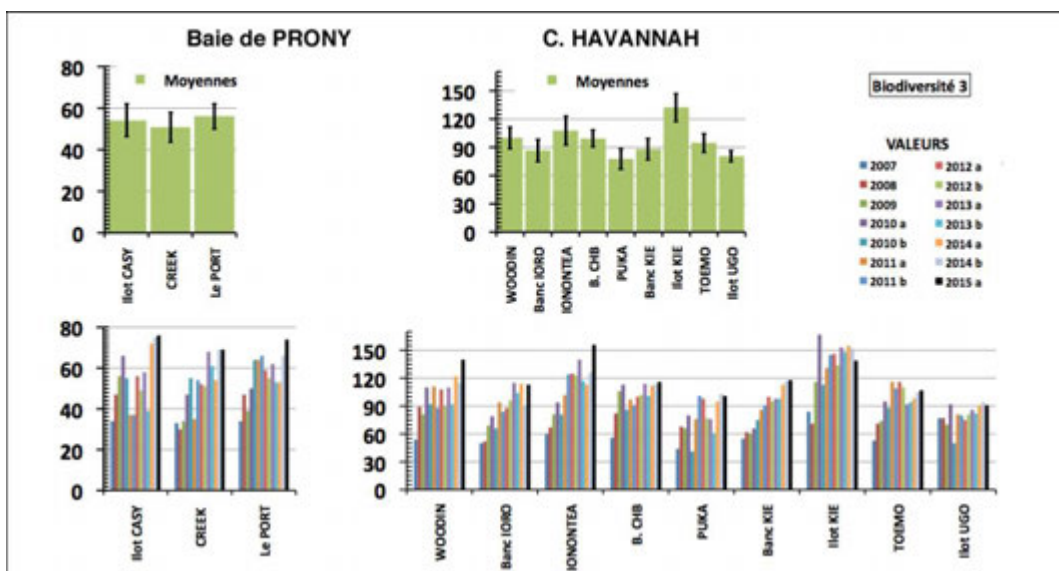 Baie de PRONY
C. HAVANNAH
80
60
40
20
0
Moyennes
Ilot CASY
CREEK
Le PORT
150
120
90
60
30
0
Moyennes
WOODIN
Banc IORO
IONONTEA
B. CHB
PUKA
Banc KIE
Ilot KIE
TOEMO
Ilot UGO
Biodiversité 3
VALEURS
2007
2008
2009
2010 a
2010 b
2011 a
2011 b
2012 a
2012 b
2013 a
2013 b
2014 a
2014 b
2015 a
80
60
40
20
0
Ilot CASY
CREEK
Le PORT
150
120
90
60
30
0
WOODIN
Banc IORO
IONONTEA
B. CHB
PUKA
Banc KIE
Ilot KIE
TOEMO
Ilot UGO